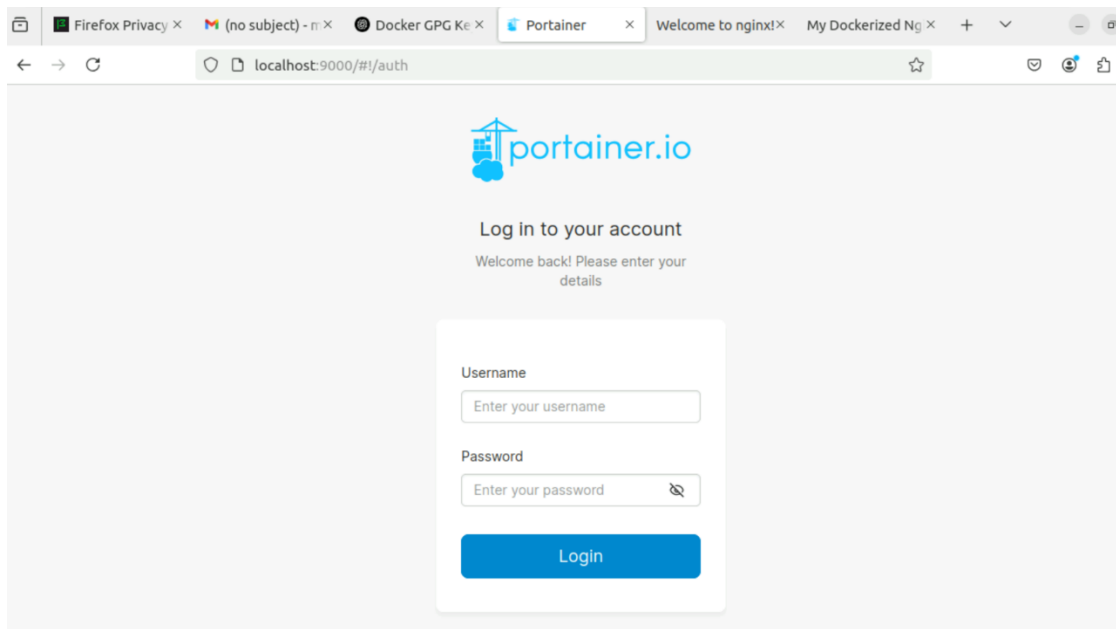 Firefox Privacy
(no subject) - m
Docker GPG Ke
Portainer
Welcome to nginx!
My Dockerized Ng
localhost:9000/#!/auth
portainer.io
Log in to your account
Welcome back! Please enter your
details
Username
Enter your username
Password
Enter your password
Login